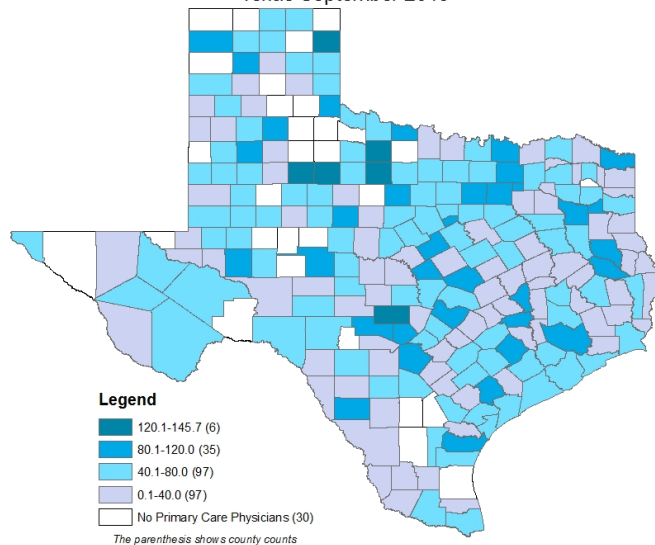 Legend
120.1-145.7 (6)
80.1-120.0 (35)
40.1-80.0 (97)
0.1-40.0 (97)
No Primary Care Physicians (30)
The parenthesis shows county counts